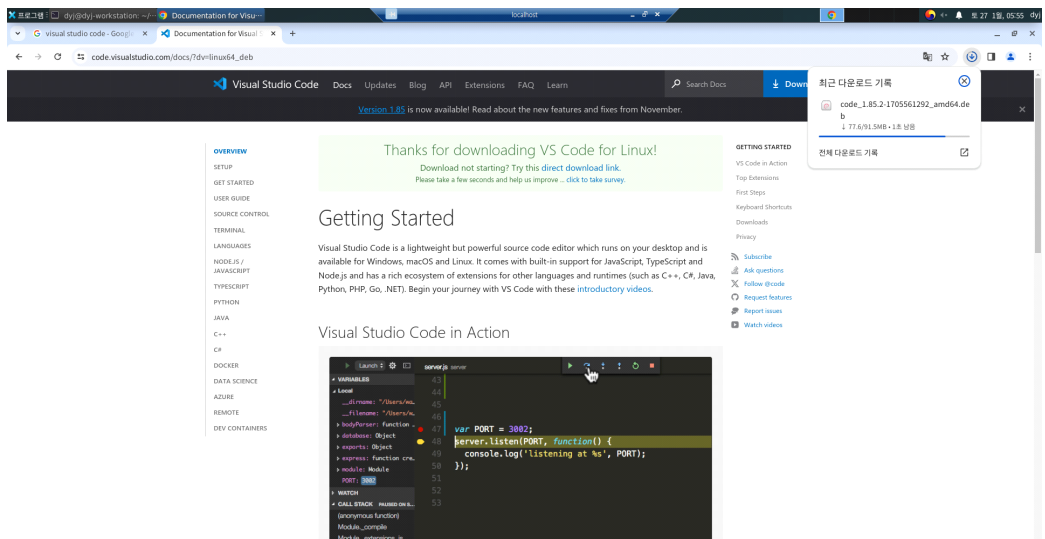 프로그램
dyj@dyj-workstation: ~/…
Documentation for Visu…
localhost
토 27 1월, 05:55 dyj
visual studio code - Google
Documentation for Visual S
code.visualstudio.com/docs/?dv=linux64_deb
Visual Studio Code
Docs
Updates
Blog
API
Extensions
FAQ
Learn
Search Docs
Down
Version 1.85 is now available! Read about the new features and fixes from November.
최근 다운로드 기록
code_1.85.2-1705561292_amd64.de
b
↓ 77.6/91.5MB • 1초 남음
전체 다운로드 기록
OVERVIEW
SETUP
GET STARTED
USER GUIDE
SOURCE CONTROL
TERMINAL
LANGUAGES
NODE.JS /
JAVASCRIPT
TYPESCRIPT
PYTHON
JAVA
C++
C#
DOCKER
DATA SCIENCE
AZURE
REMOTE
DEV CONTAINERS
Thanks for downloading VS Code for Linux!
Download not starting? Try this direct download link.
Please take a few seconds and help us improve ... click to take survey.
Getting Started
Visual Studio Code is a lightweight but powerful source code editor which runs on your desktop and is
available for Windows, macOS and Linux. It comes with built-in support for JavaScript, TypeScript and
Node.js and has a rich ecosystem of extensions for other languages and runtimes (such as C++, C#, Java,
Python, PHP, Go, .NET). Begin your journey with VS Code with these introductory videos.
Visual Studio Code in Action
Launch
server.js server
VARIABLES
Local
__dirname: "/Users/wa…
__filename: "/Users/w…
bodyParser: function …
database: Object
exports: Object
express: function cre…
module: Module
PORT: 3002
WATCH
CALL STACK PAUSED ON S…
(anonymous function)
Module._compile
Module._extensions..js
43
44
45
46
47 var PORT = 3002;
48 server.listen(PORT, function() {
49 console.log('listening at %s', PORT);
50 });
51
52
53
GETTING STARTED
VS Code in Action
Top Extensions
First Steps
Keyboard Shortcuts
Downloads
Privacy
Subscribe
Ask questions
Follow @code
Request features
Report issues
Watch videos